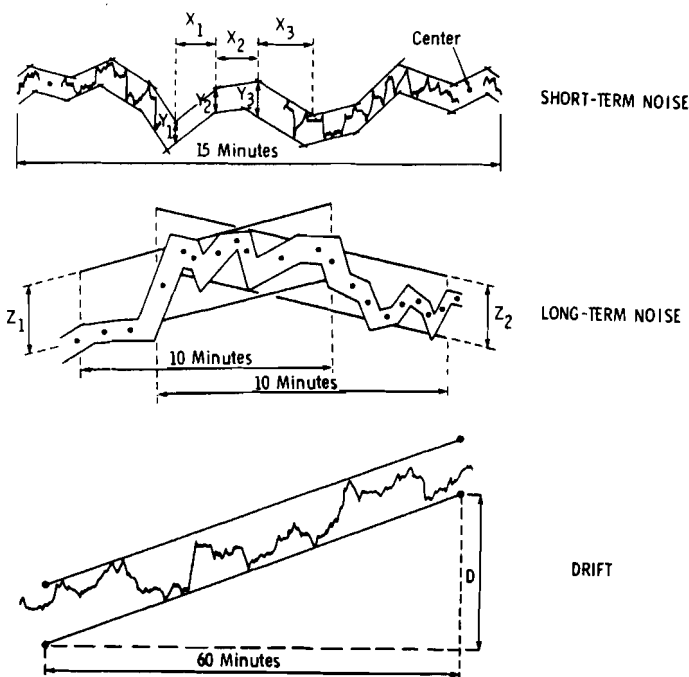 X1 X2 X3
Center
Y1 Y2 Y3
SHORT-TERM NOISE
15 Minutes
Z1 Z2
LONG-TERM NOISE
10 Minutes
10 Minutes
D
DRIFT
60 Minutes